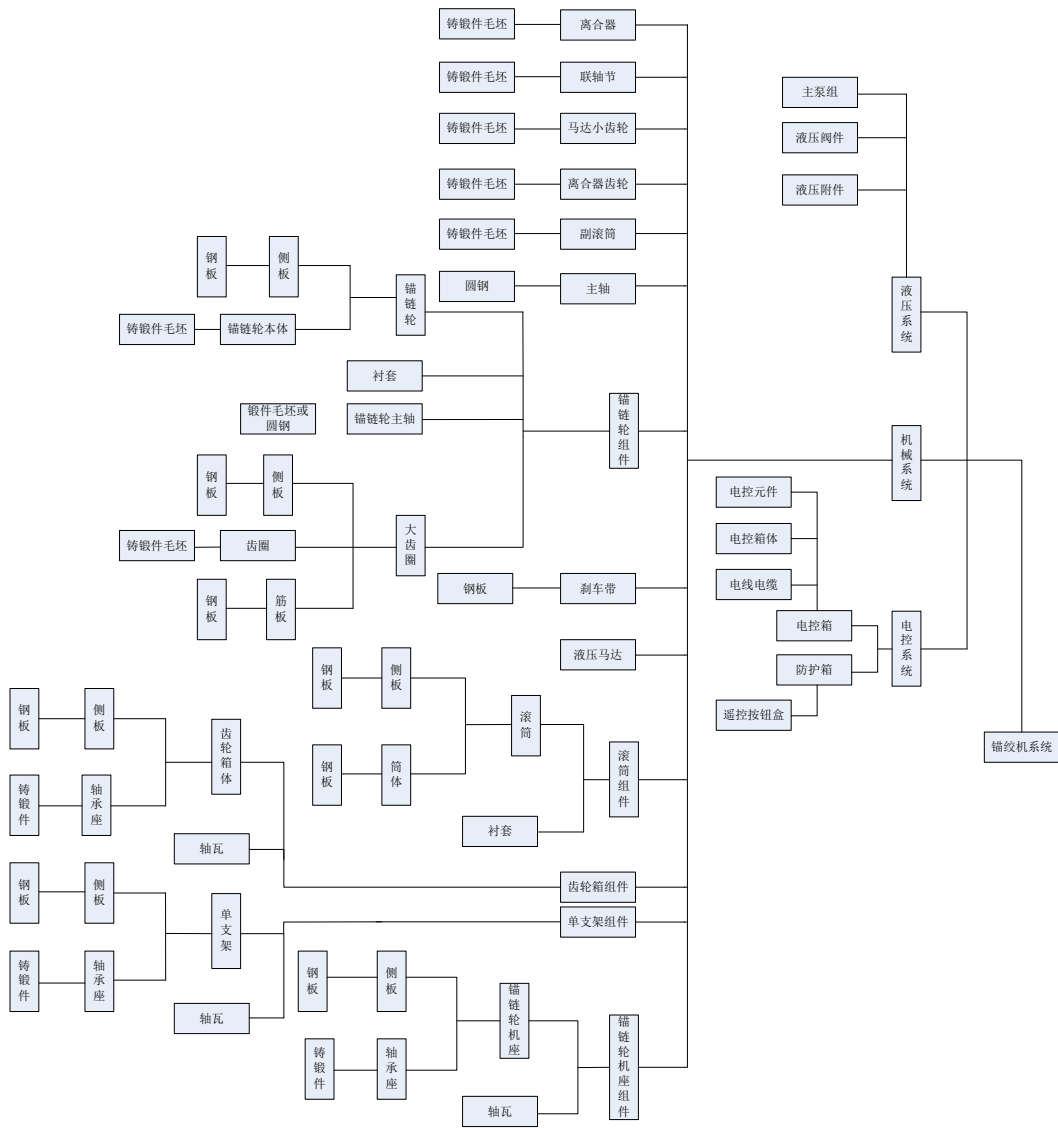 铸锻件毛坯
离合器
铸锻件毛坯
联轴节
主泵组
铸锻件毛坯
马达小齿轮
液压阀件
铸锻件毛坯
离合器齿轮
液压附件
铸锻件毛坯
副滚筒
钢板
侧板
圆钢
主轴
锚链轮
液压系统
铸锻件毛坯
锚链轮本体
衬套
锻件毛坯或
圆钢
锚链轮主轴
锚链轮组件
机械系统
钢板
侧板
电控元件
铸锻件毛坯
齿圈
大齿圈
电控箱体
钢板
筋板
钢板
刹车带
电线电缆
电控箱
电控系统
液压马达
防护箱
钢板
侧板
遥控按钮盒
钢板
侧板
滚筒
锚绞机系统
齿轮箱体
钢板
筒体
滚筒组件
铸锻件
轴承座
衬套
轴瓦
钢板
侧板
齿轮箱组件
单支架
单支架组件
铸锻件
轴承座
钢板
侧板
轴瓦
锚链轮机座
锚链轮机座组件
铸锻件
轴承座
轴瓦